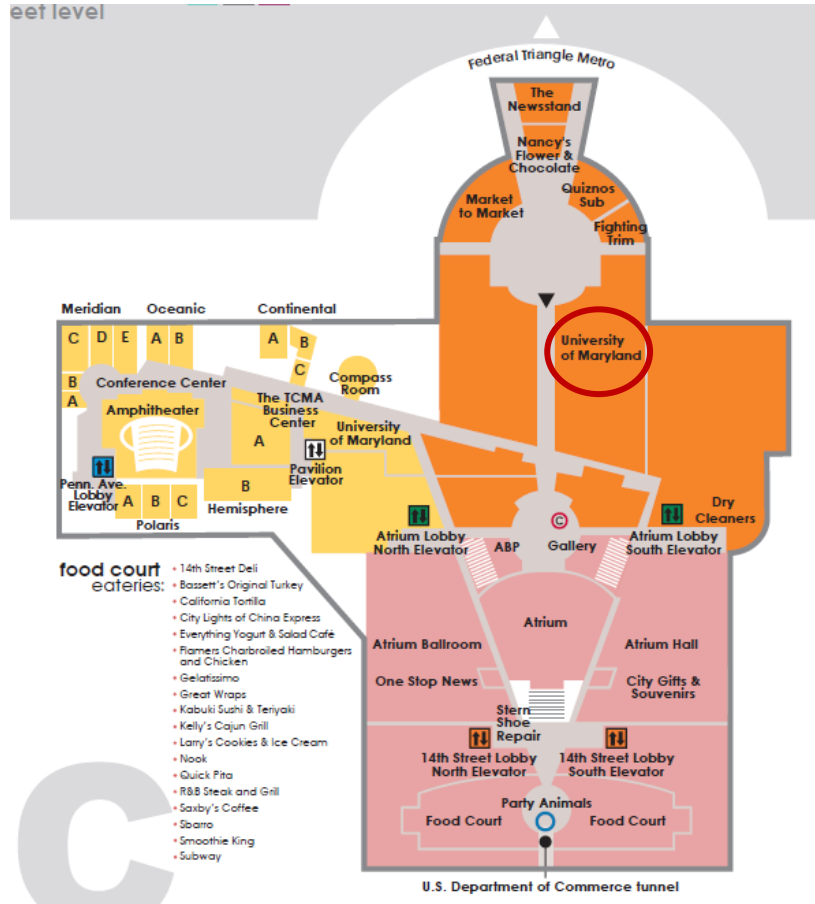 eet level
Federal Triangle Metro
The
Newsstand
Nancy's
Flower &
Chocolate
Market
to Market
Quiznos
Sub
Fighting
Trim
University
of Maryland
Meridian
Oceanic
Continental
C
D
E
A
B
A
B
C
B
A
Conference Center
Amphitheater
Compass
Room
The TCMA
Business
Center
A
University
of Maryland
Pavilion
Elevator
Penn. Ave.
Lobby
Elevator
A
B
C
Polaris
B
Hemisphere
Atrium Lobby
North Elevator
C
ABP
Gallery
Atrium Lobby
South Elevator
Dry
Cleaners
food court
eateries:
• 14th Street Deli
• Bassett's Original Turkey
• California Tortilla
• City Lights of China Express
• Everything Yogurt & Salad Café
• Flamers Charbroiled Hamburgers
and Chicken
• Gelatissimo
• Great Wraps
• Kabuki Sushi & Teriyaki
• Kelly's Cajun Grill
• Larry's Cookies & Ice Cream
• Nook
• Quick Pita
• R&B Steak and Grill
• Saxby's Coffee
• Sbarro
• Smoothie King
• Subway
Atrium
Atrium Ballroom
Atrium Hall
One Stop News
City Gifts &
Souvenirs
Stern
Shoe
Repair
14th Street Lobby
North Elevator
14th Street Lobby
South Elevator
Party Animals
Food Court
Food Court
U.S. Department of Commerce tunnel
C